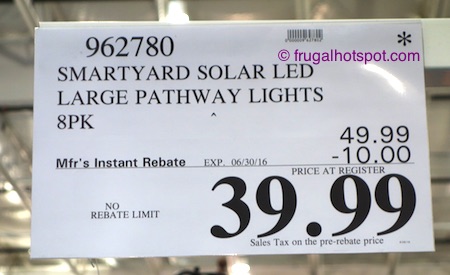 962780
© frugalhotspot.com
*
SMARTYARD SOLAR LED
LARGE PATHWAY LIGHTS
8PK
49.99
Mfr's Instant Rebate EXP. 06/30/16 -10.00
PRICE AT REGISTER
NO
REBATE LIMIT
39.99
Sales Tax on the pre-rebate price